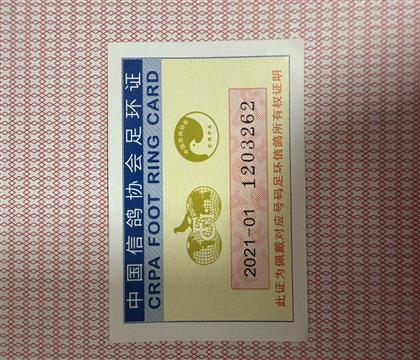 中国信鸽协会足环证
CRPA FOOT RING CARD
2021-01 1203262
此证为佩戴对应号码足环信鸽所有权证明